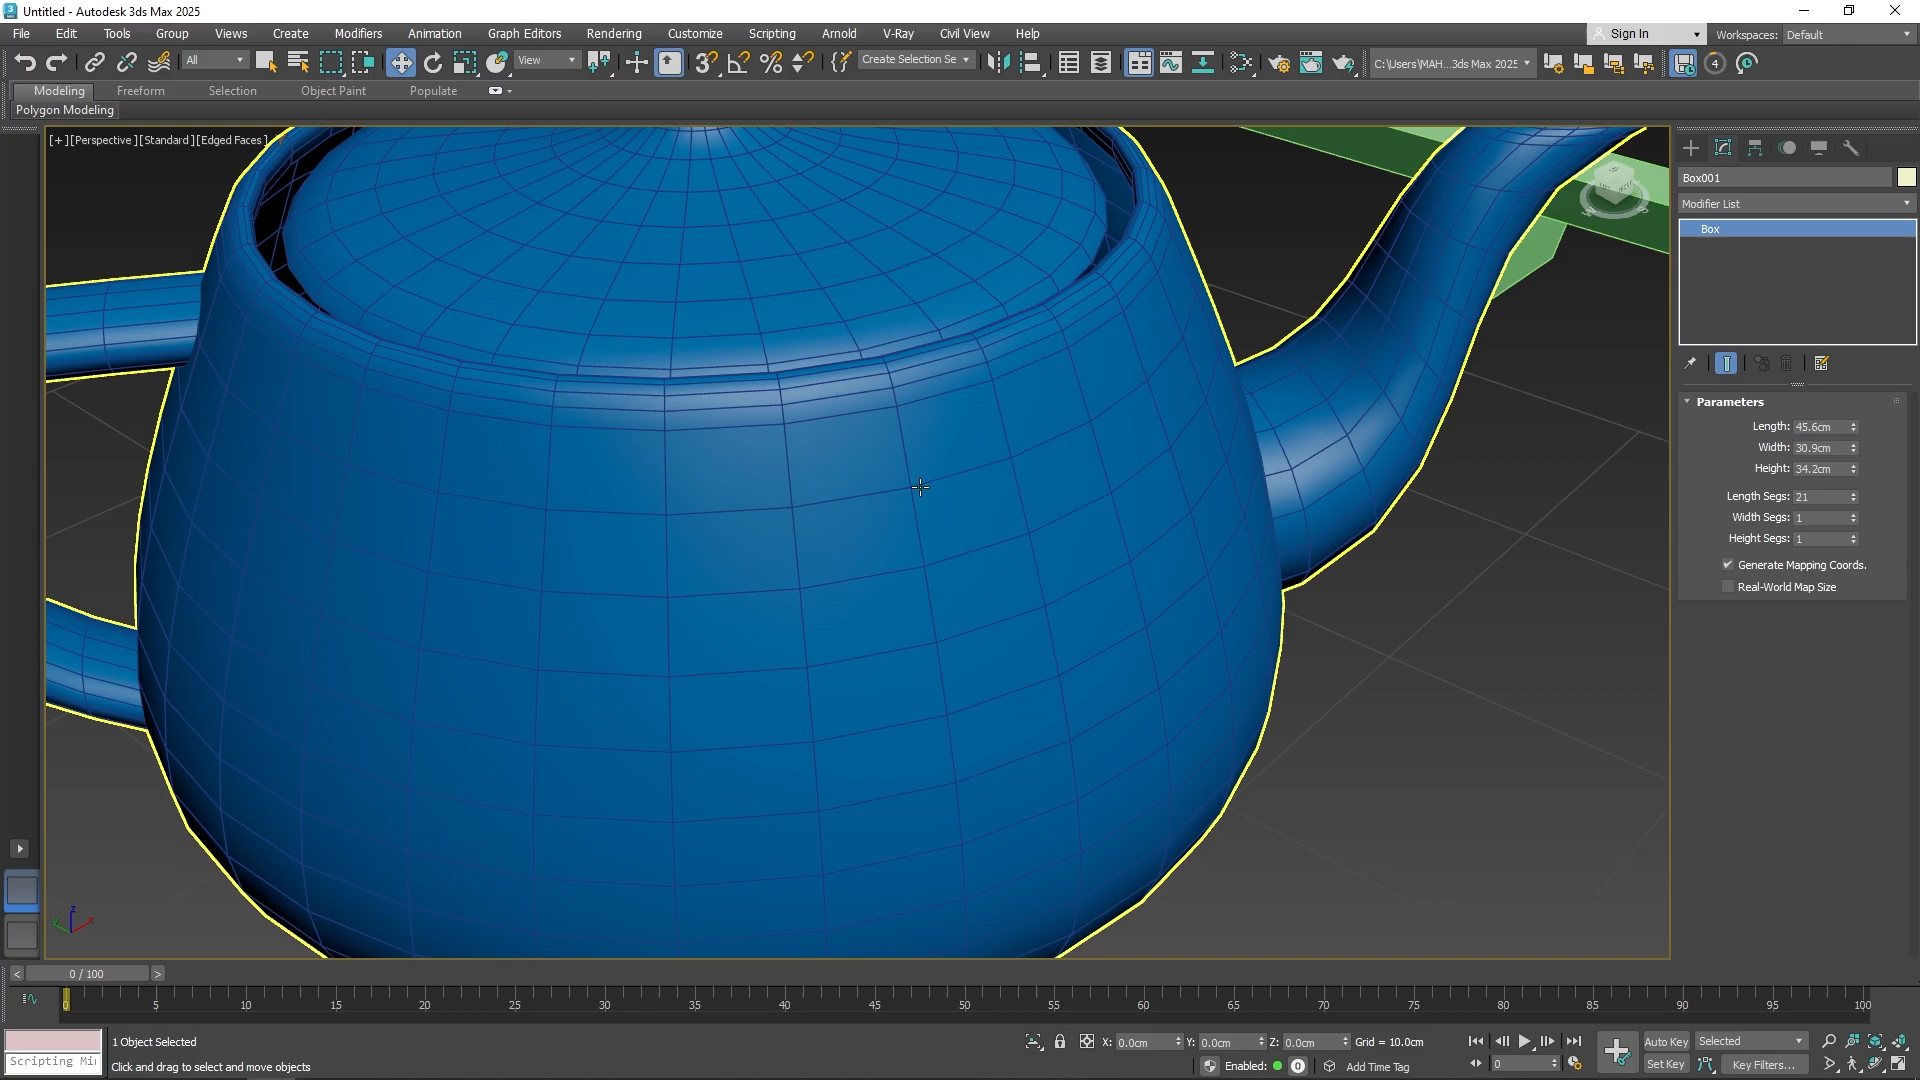 Untitled - Autodesk 3ds Max 2025
File Edit Tools Group Views Create Modifiers Animation Graph Editors Rendering Customize Scripting Arnold V-Ray Civil View Help
Sign In Workspaces: Default
All View Create Selection Se C:\Users\MAH...3ds Max 2025 4
Modeling Freeform Selection Object Paint Populate
Polygon Modeling
[+][Perspective][Standard][Edged Faces]
Box001
Modifier List
Box
Parameters
Length: 45.6cm
Width: 30.9cm
Height: 34.2cm
Length Segs: 21
Width Segs: 1
Height Segs: 1
Generate Mapping Coords.
Real-World Map Size
z
x
y
< 0 / 100 >
0 5 10 15 20 25 30 35 40 45 50 55 60 65 70 75 80 85 90 95 100
1 Object Selected X: 0.0cm Y: 0.0cm Z: 0.0cm Grid = 10.0cm Auto Key Selected
Scripting Mi
Click and drag to select and move objects Enabled: 0 Add Time Tag 0 Set Key Key Filters...